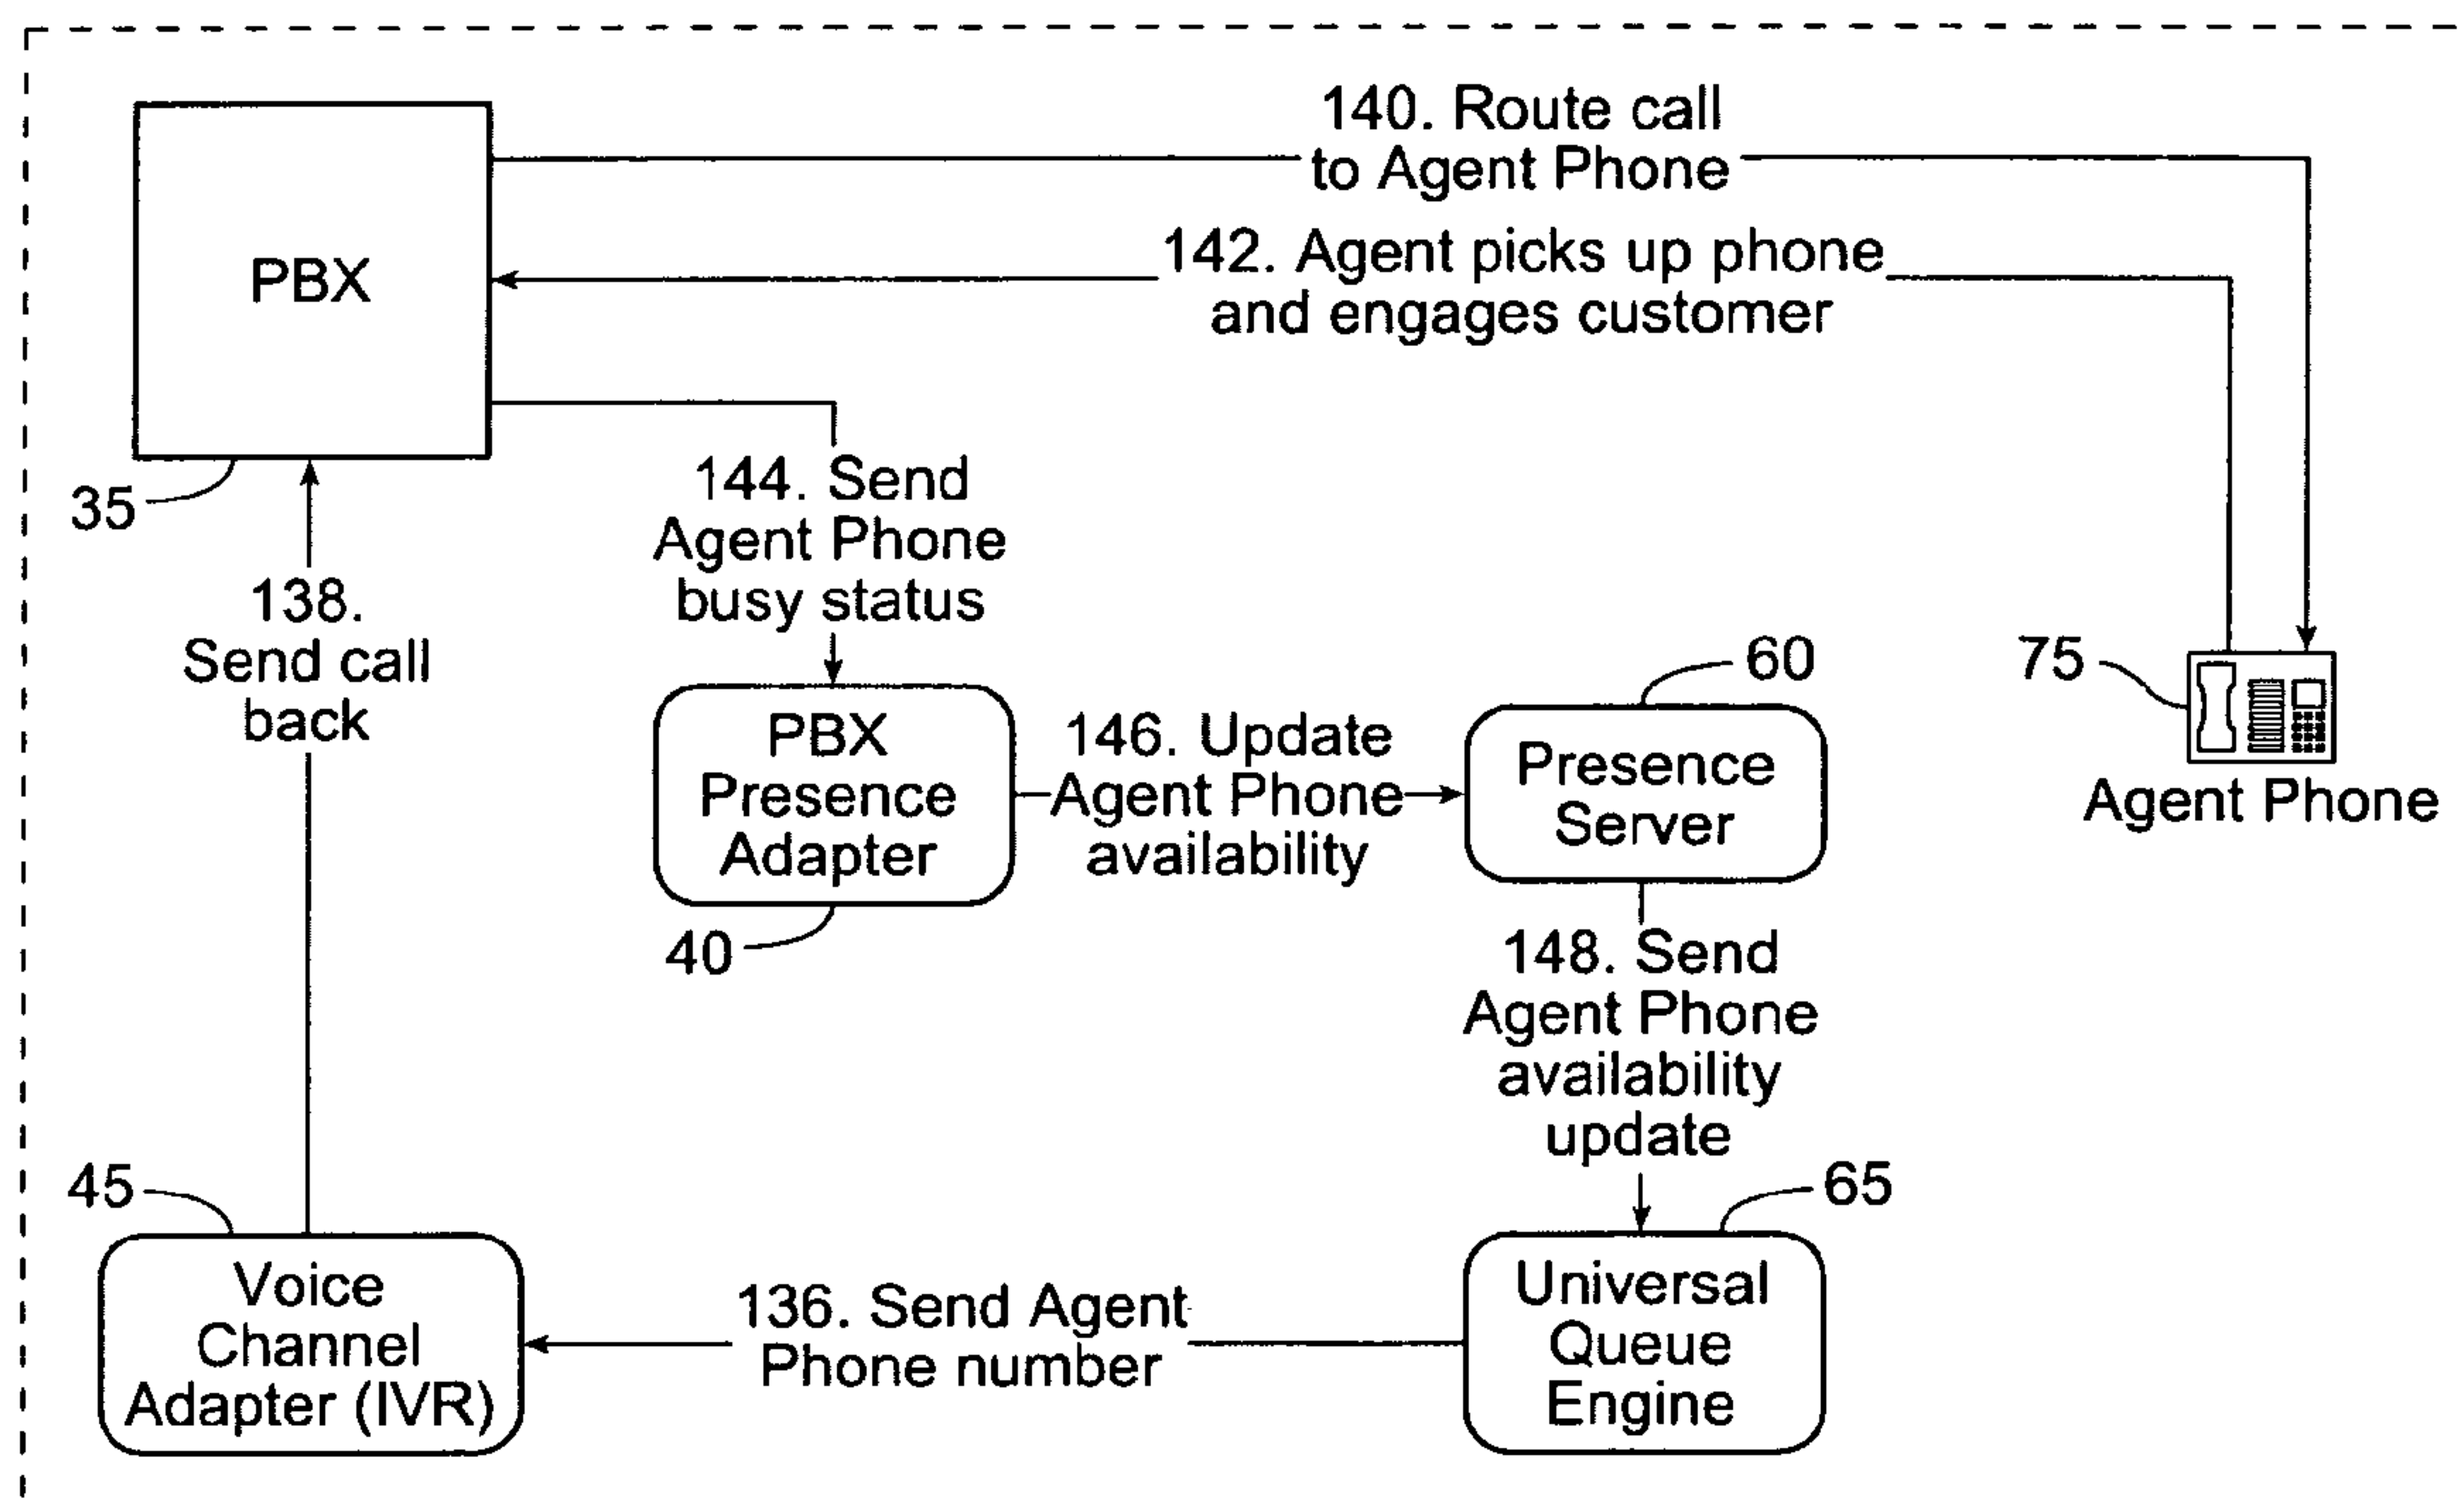 140. Route call
to Agent Phone
PBX
142. Agent picks up phone
and engages customer
35
144. Send
Agent Phone
busy status
138.
Send call
back
60
75
PBX
Presence
Adapter
146. Update
Agent Phone
availability
Presence
Server
Agent Phone
40
148. Send
Agent Phone
availability
update
45
65
Voice
Channel
Adapter (IVR)
136. Send Agent
Phone number
Universal
Queue
Engine